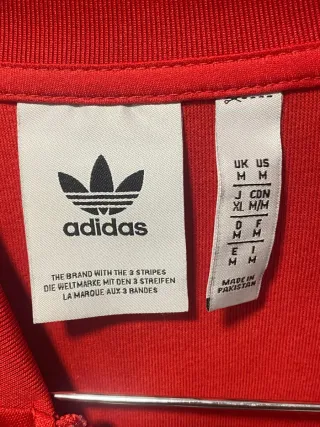 adidas
THE BRAND WITH THE 3 STRIPES
DIE WELTMARKE MIT DEN 3 STREIFEN
LA MARQUE AUX 3 BANDES
UK US
M M
J CDN
XL M/M
D F
M M
E I
M M
MADE IN
PAKISTAN